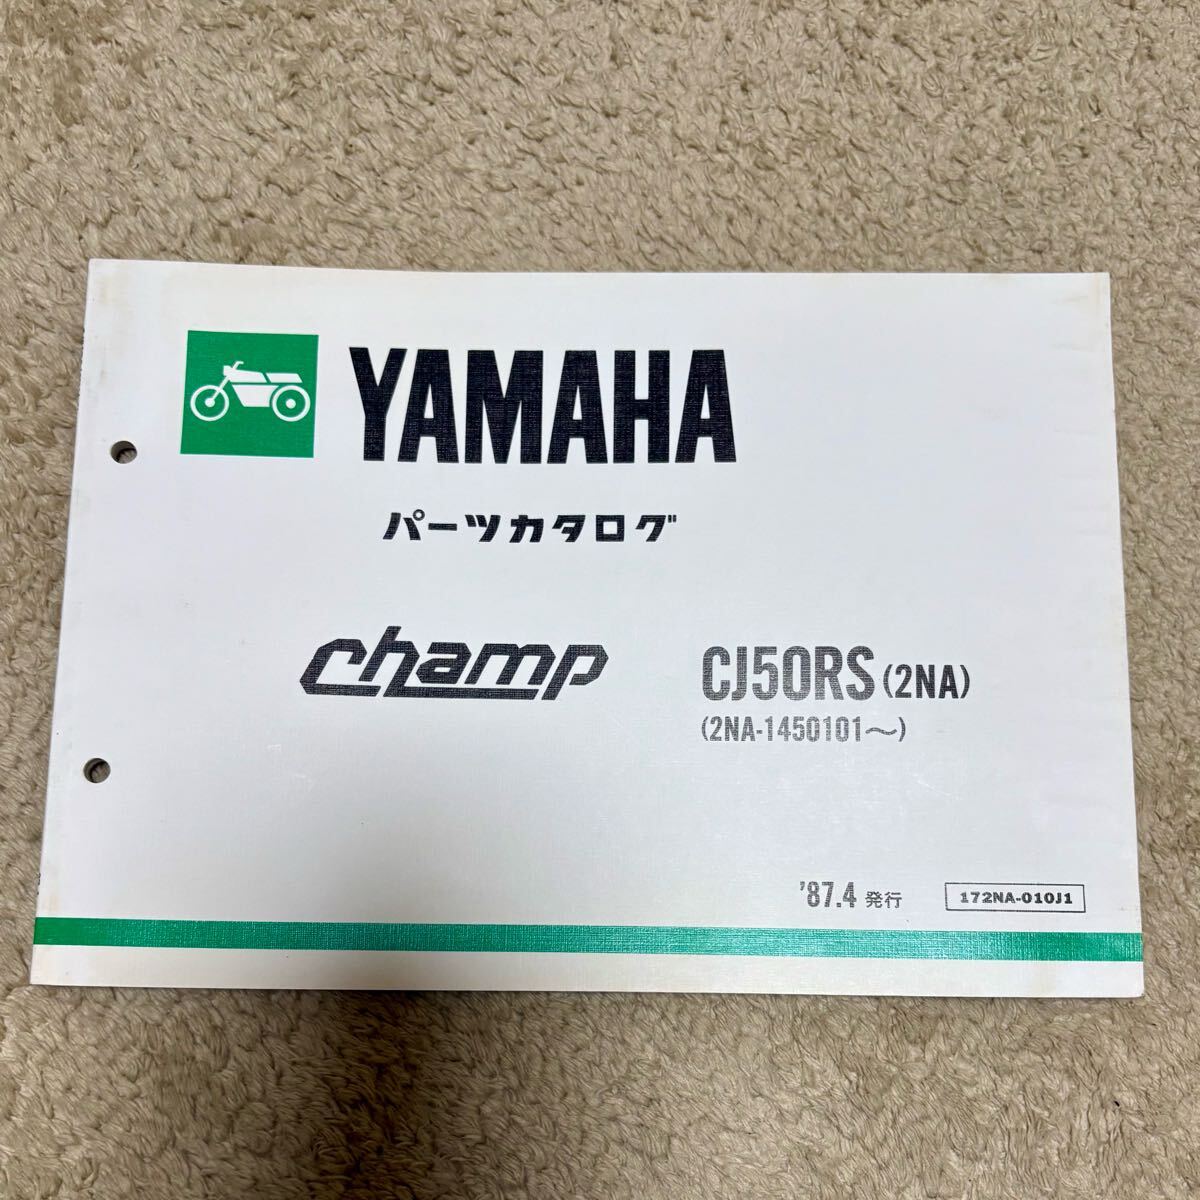 YAMAHA
パーツカタログ
champ CJ50RS (2NA)
(2NA-1450101～)
'87.4 発行 172NA-010J1